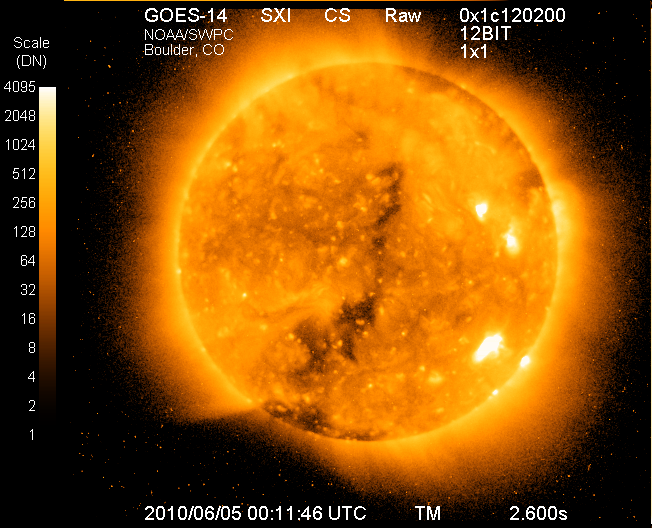 GOES-14 SXI CS Raw 0x1c120200
NOAA/SWPC 12BIT
Boulder, CO 1x1
Scale
(DN)
4095
2048
1024
512
256
128
64
32
16
8
4
2
1
2010/06/05 00:11:46 UTC TM 2.600s